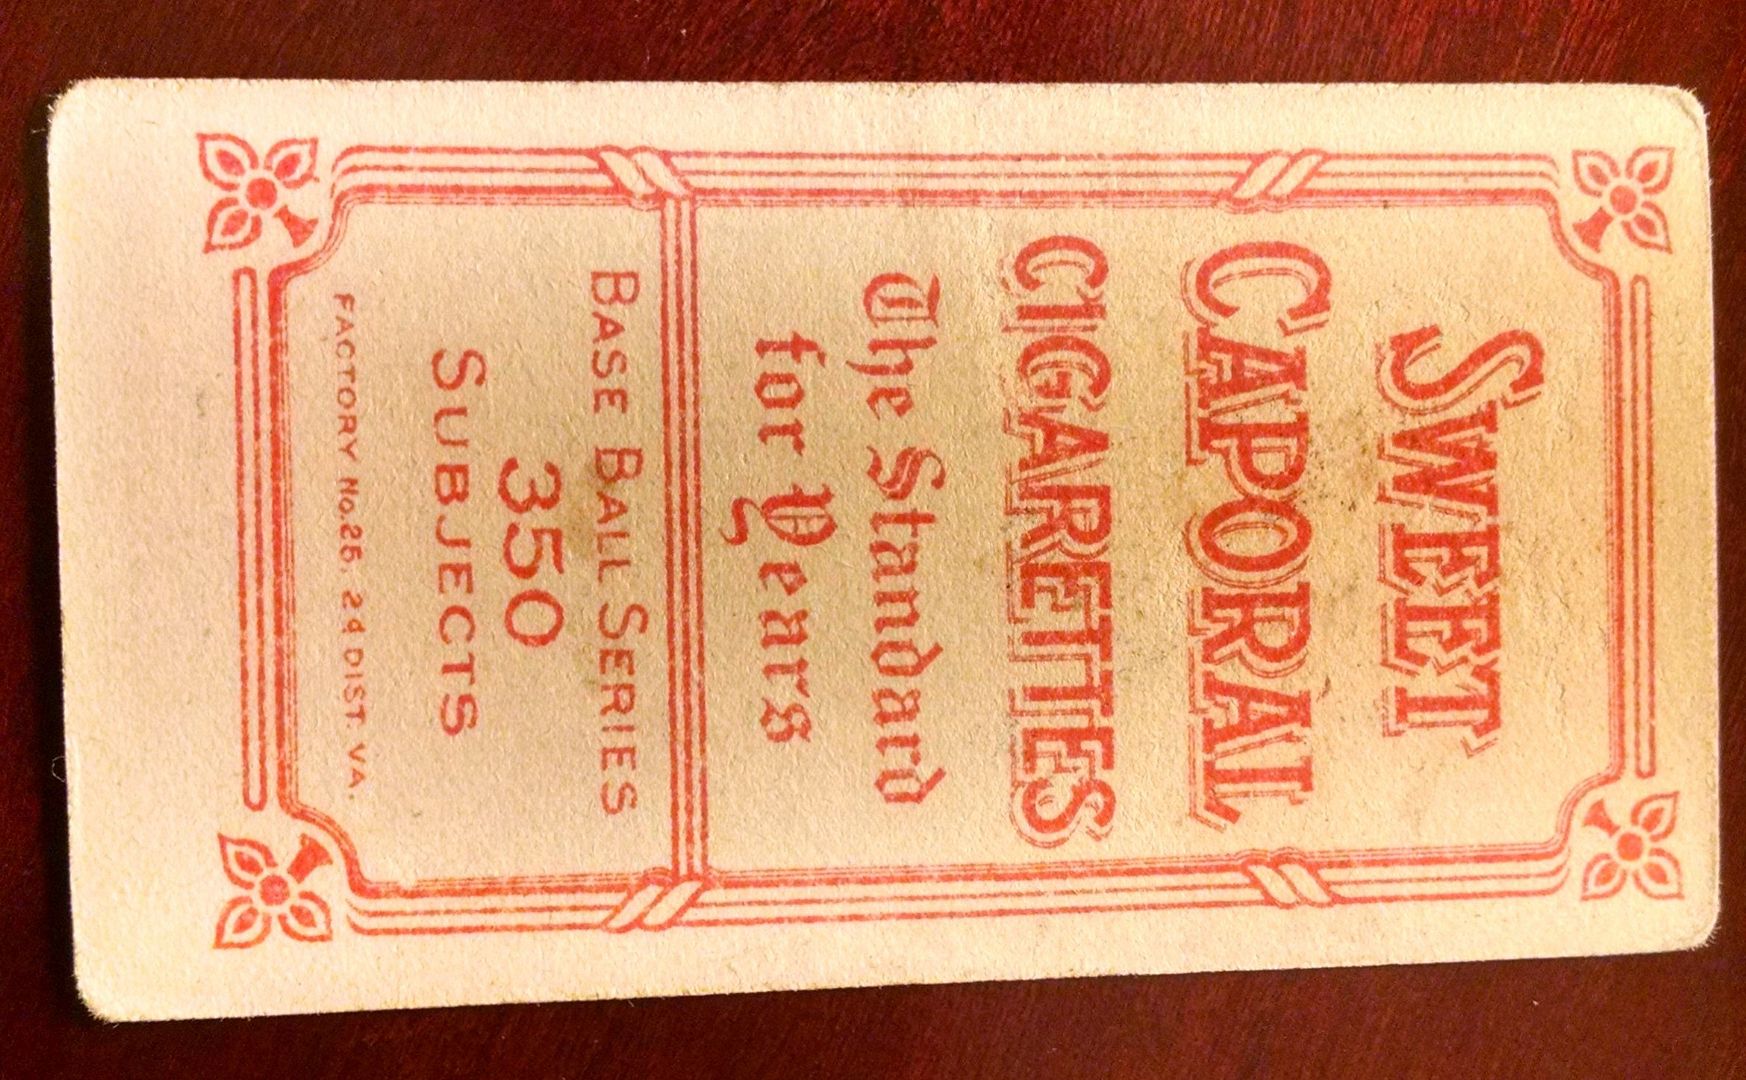 SWEET
CAPORAL
CIGARETTES
The Standard
for Years
BASE BALL SERIES
350
SUBJECTS
FACTORY No. 25, 24 DIST. VA.